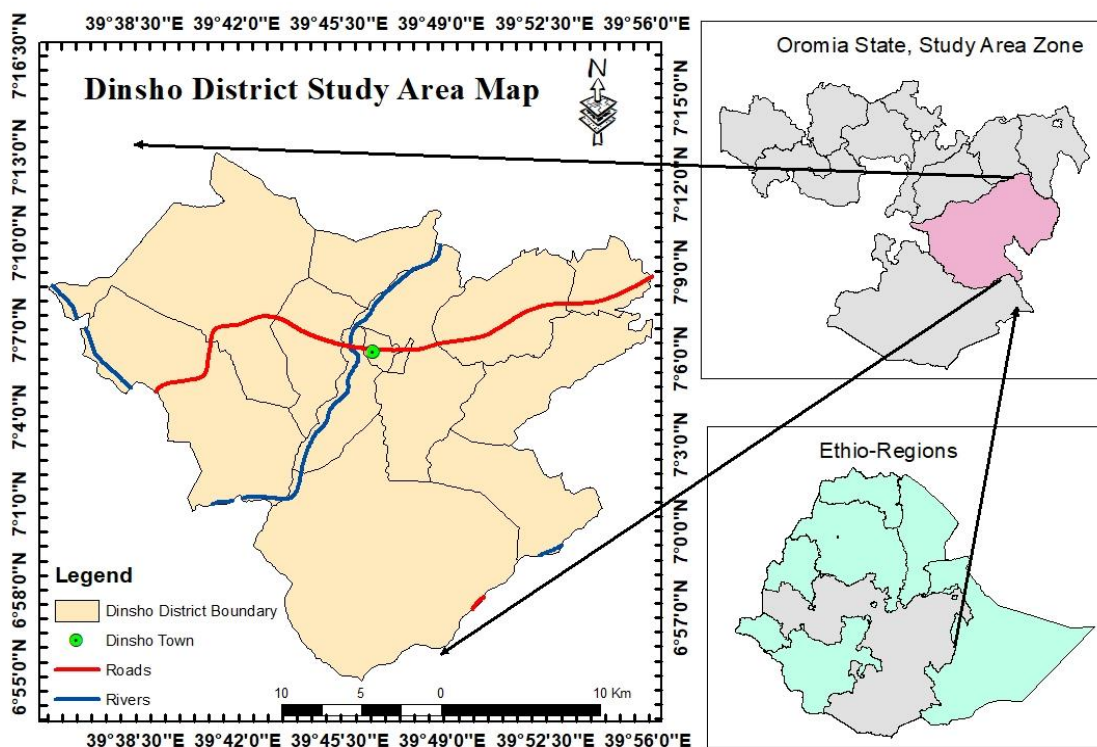 39°38'30"E 39°42'0"E 39°45'30"E 39°49'0"E 39°52'30"E 39°56'0"E
Dinsho District Study Area Map
N
7°16'30"N
7°13'0"N
7°10'0"N
7°7'0"N
7°4'0"N
7°1'0"N
6°58'0"N
6°55'0"N
7°15'0"N
7°12'0"N
7°9'0"N
7°6'0"N
7°3'0"N
7°0'0"N
6°57'0"N
Legend
Dinsho District Boundary
Dinsho Town
Roads
Rivers
10 5 0 10 Km
39°38'30"E 39°42'0"E 39°45'30"E 39°49'0"E 39°52'30"E 39°56'0"E
Oromia State, Study Area Zone
Ethio-Regions